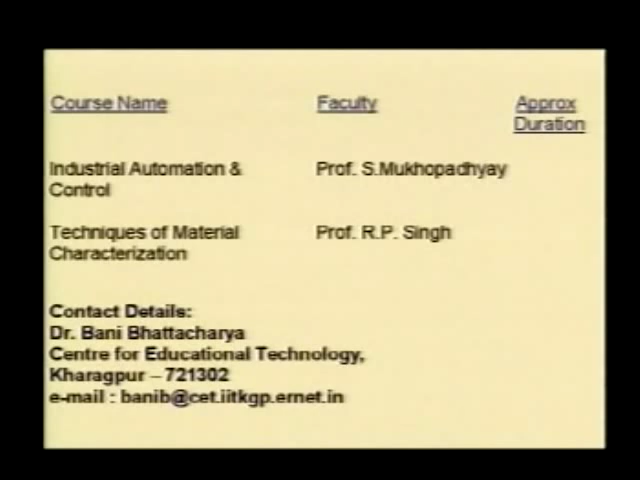 Course Name Faculty Approx
Duration
Industrial Automation & Prof. S.Mukhopadhyay
Control
Techniques of Material Prof. R.P. Singh
Characterization
Contact Details:
Dr. Bani Bhattacharya
Centre for Educational Technology,
Kharagpur – 721302
e-mail : banib@cet.iitkgp.ernet.in